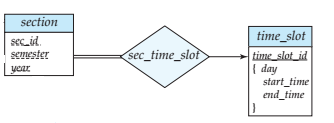 section
sec_id
semester
year
sec_time_slot
time_slot
time_slot_id
{ day
start_time
end_time
}